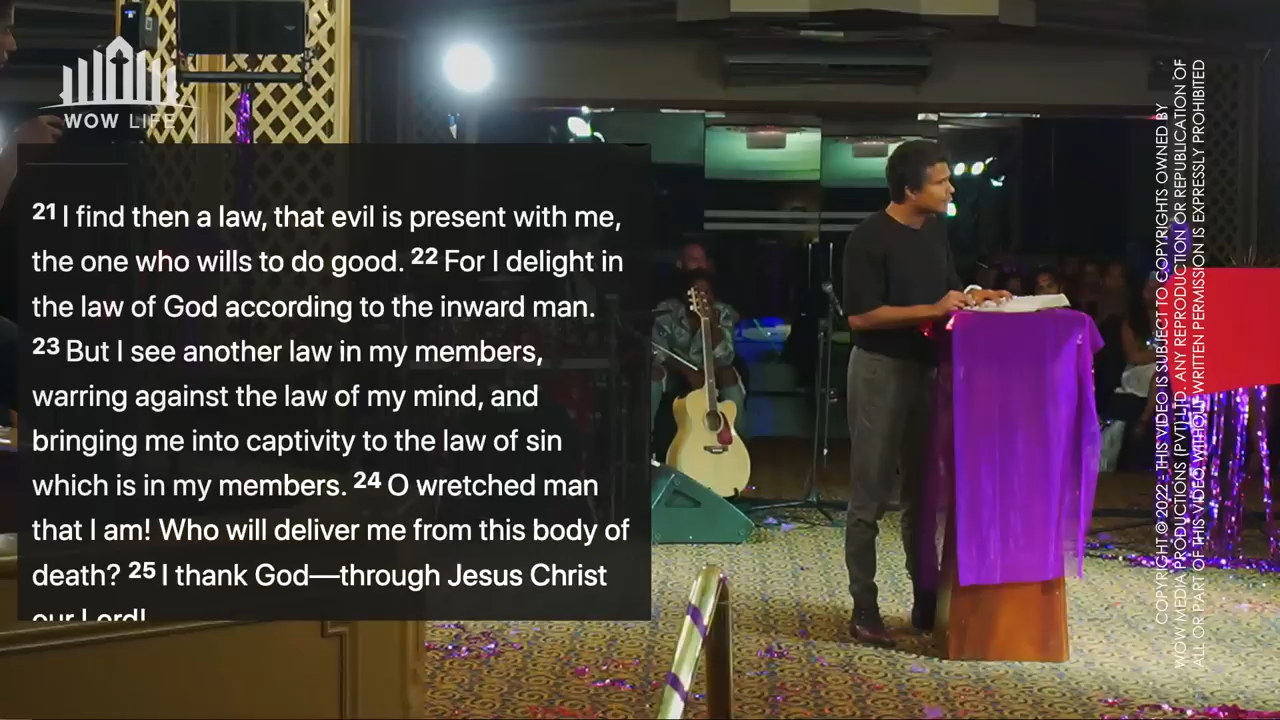 WOW LIFE
21 I find then a law, that evil is present with me,
the one who wills to do good. 22 For I delight in
the law of God according to the inward man.
23 But I see another law in my members,
warring against the law of my mind, and
bringing me into captivity to the law of sin
which is in my members. 24 O wretched man
that I am! Who will deliver me from this body of
death? 25 I thank God—through Jesus Christ
our Lord!
COPYRIGHT © 2022 - THIS VIDEO IS SUBJECT TO COPYRIGHTS OWNED BY
WOW MEDIA PRODUCTIONS (PVT) LTD. ANY REPRODUCTION OR REPUBLICATION OF
ALL OR PART OF THIS VIDEO, WITHOUT WRITTEN PERMISSION IS EXPRESSLY PROHIBITED